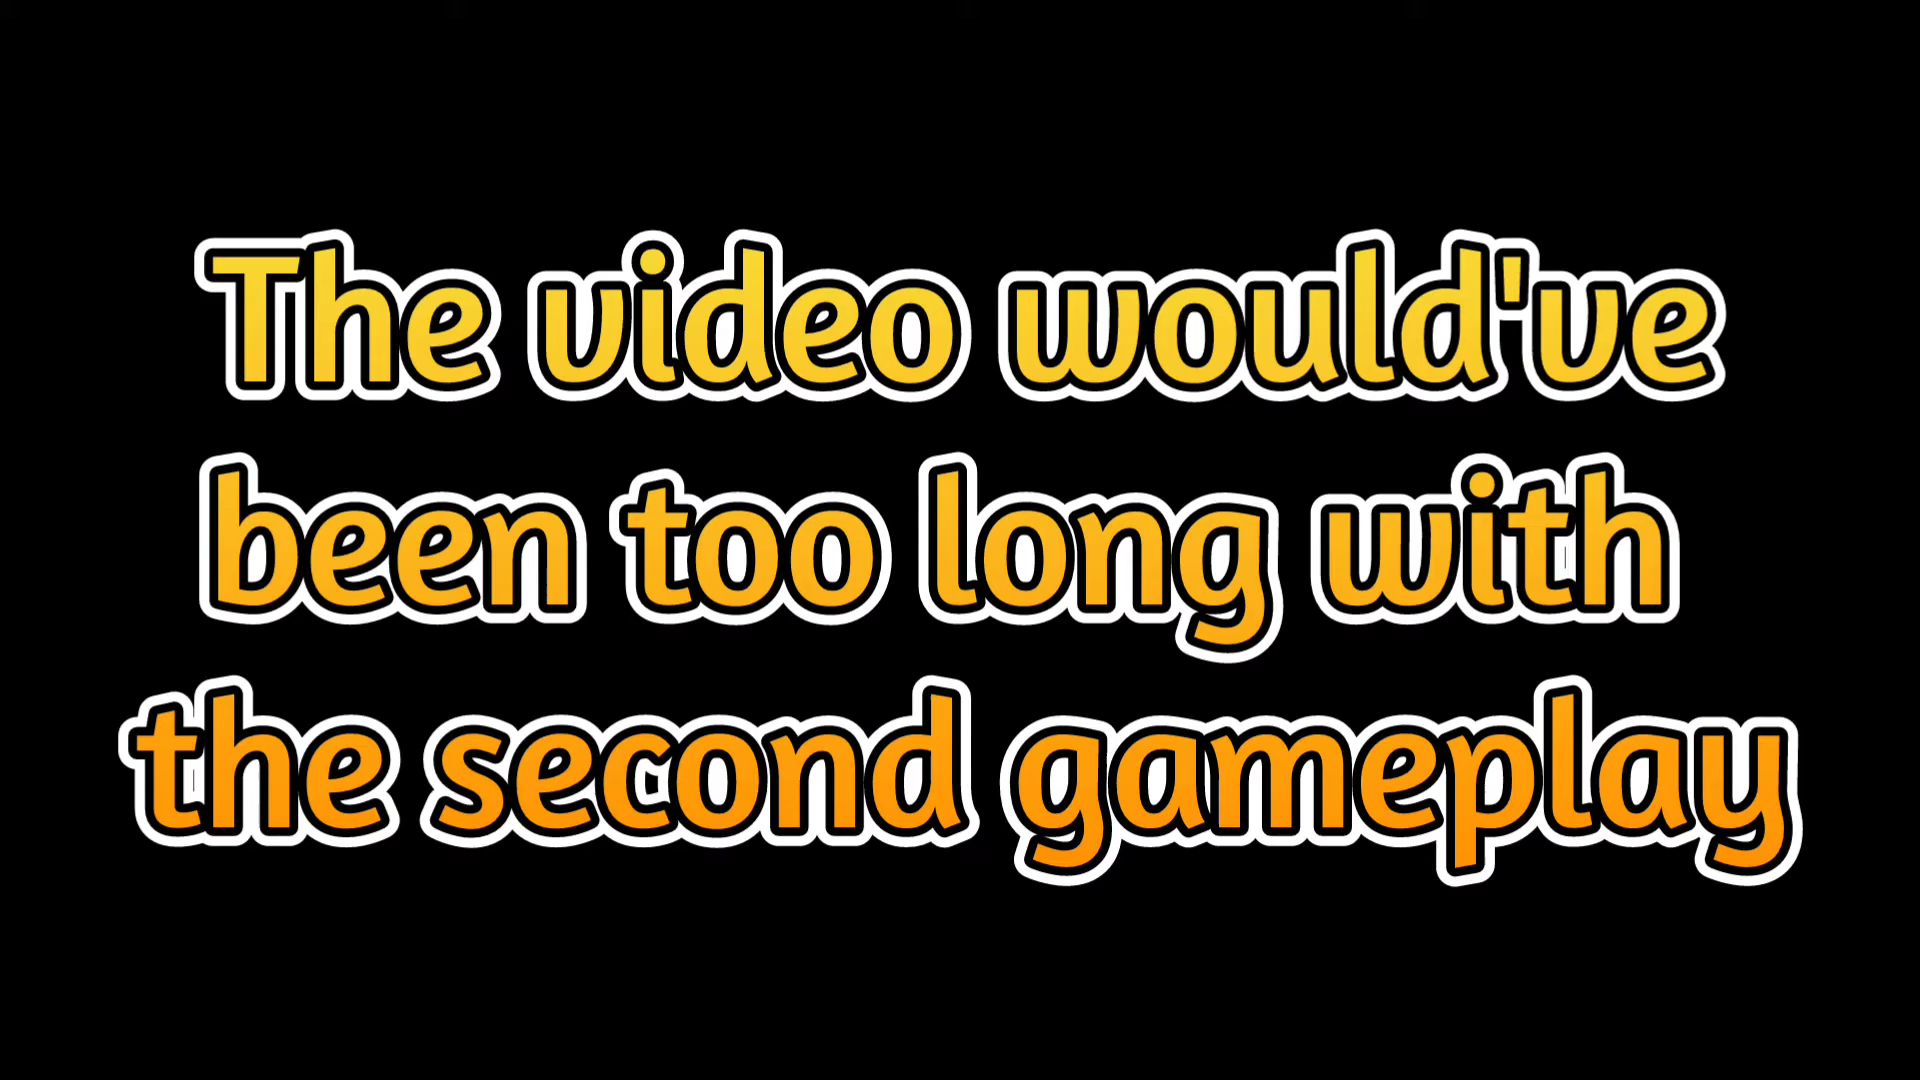 The video would've
been too long with
the second gameplay